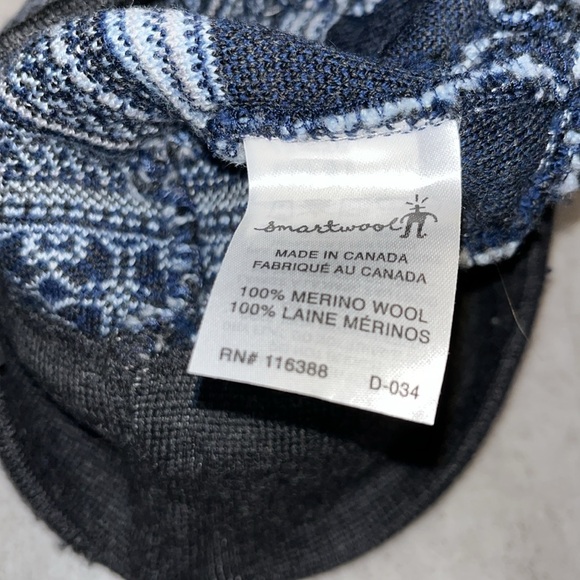 smartwool
MADE IN CANADA
FABRIQUÉ AU CANADA
100% MERINO WOOL
100% LAINE MÉRINOS
RN# 116388 D-034